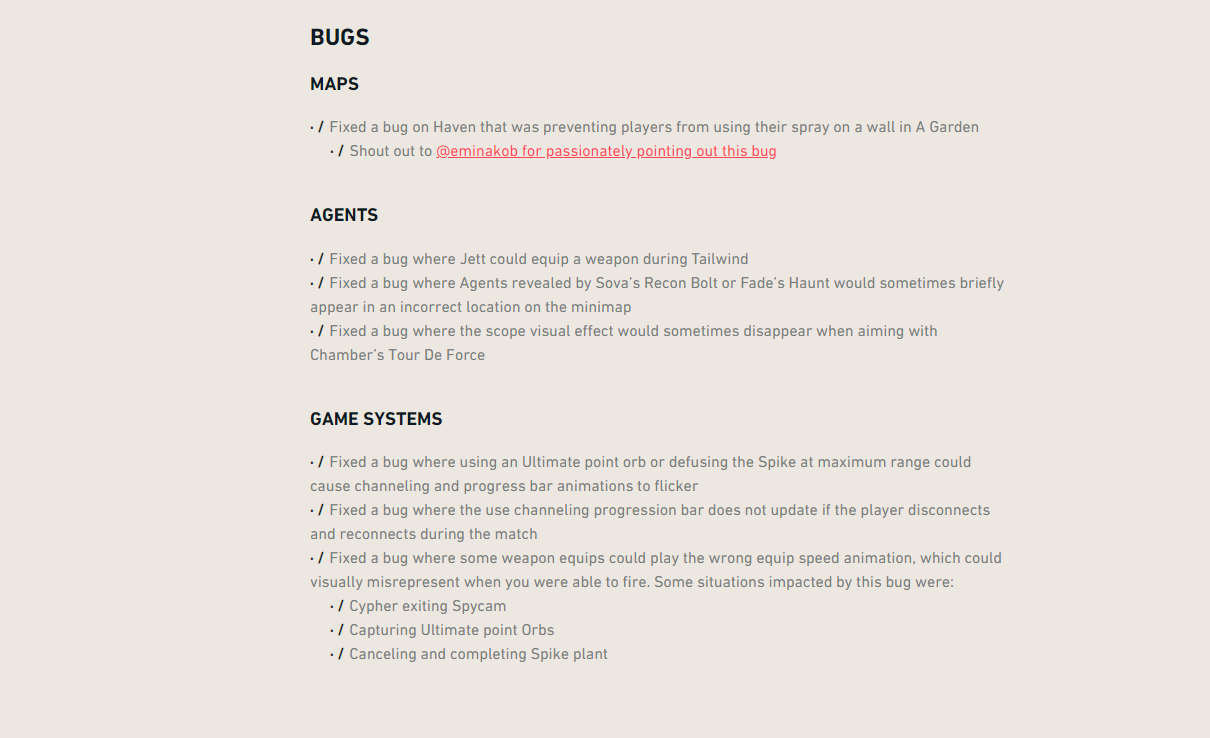 BUGS
MAPS
· / Fixed a bug on Haven that was preventing players from using their spray on a wall in A Garden
· / Shout out to @eminakob for passionately pointing out this bug
AGENTS
· / Fixed a bug where Jett could equip a weapon during Tailwind
· / Fixed a bug where Agents revealed by Sova's Recon Bolt or Fade's Haunt would sometimes briefly
appear in an incorrect location on the minimap
· / Fixed a bug where the scope visual effect would sometimes disappear when aiming with
Chamber's Tour De Force
GAME SYSTEMS
· / Fixed a bug where using an Ultimate point orb or defusing the Spike at maximum range could
cause channeling and progress bar animations to flicker
· / Fixed a bug where the use channeling progression bar does not update if the player disconnects
and reconnects during the match
· / Fixed a bug where some weapon equips could play the wrong equip speed animation, which could
visually misrepresent when you were able to fire. Some situations impacted by this bug were:
· / Cypher exiting Spycam
· / Capturing Ultimate point Orbs
· / Canceling and completing Spike plant